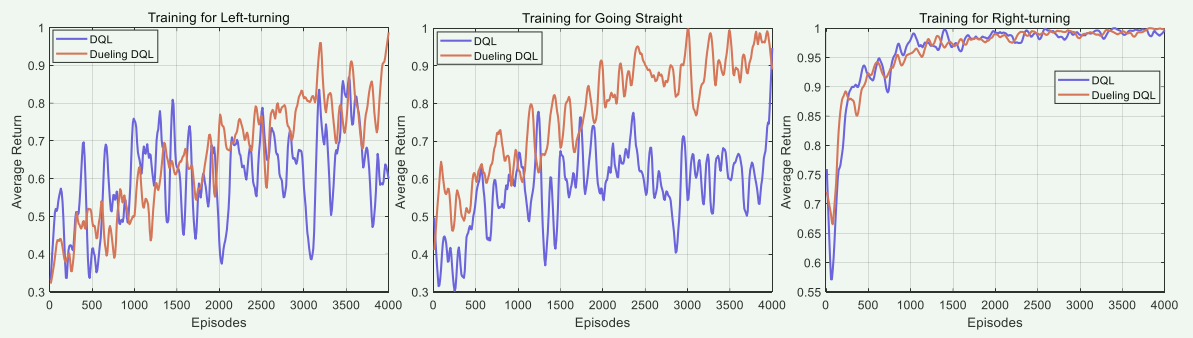 Training for Left-turning
DQL
Dueling DQL
1
0.9
0.8
0.7
0.6
0.5
0.4
0.3
Average Return
0 500 1000 1500 2000 2500 3000 3500 4000
Episodes
Training for Going Straight
DQL
Dueling DQL
1
0.9
0.8
0.7
0.6
0.5
0.4
0.3
Average Return
0 500 1000 1500 2000 2500 3000 3500 4000
Episodes
Training for Right-turning
DQL
Dueling DQL
1
0.95
0.9
0.85
0.8
0.75
0.7
0.65
0.6
0.55
Average Return
0 500 1000 1500 2000 2500 3000 3500 4000
Episodes